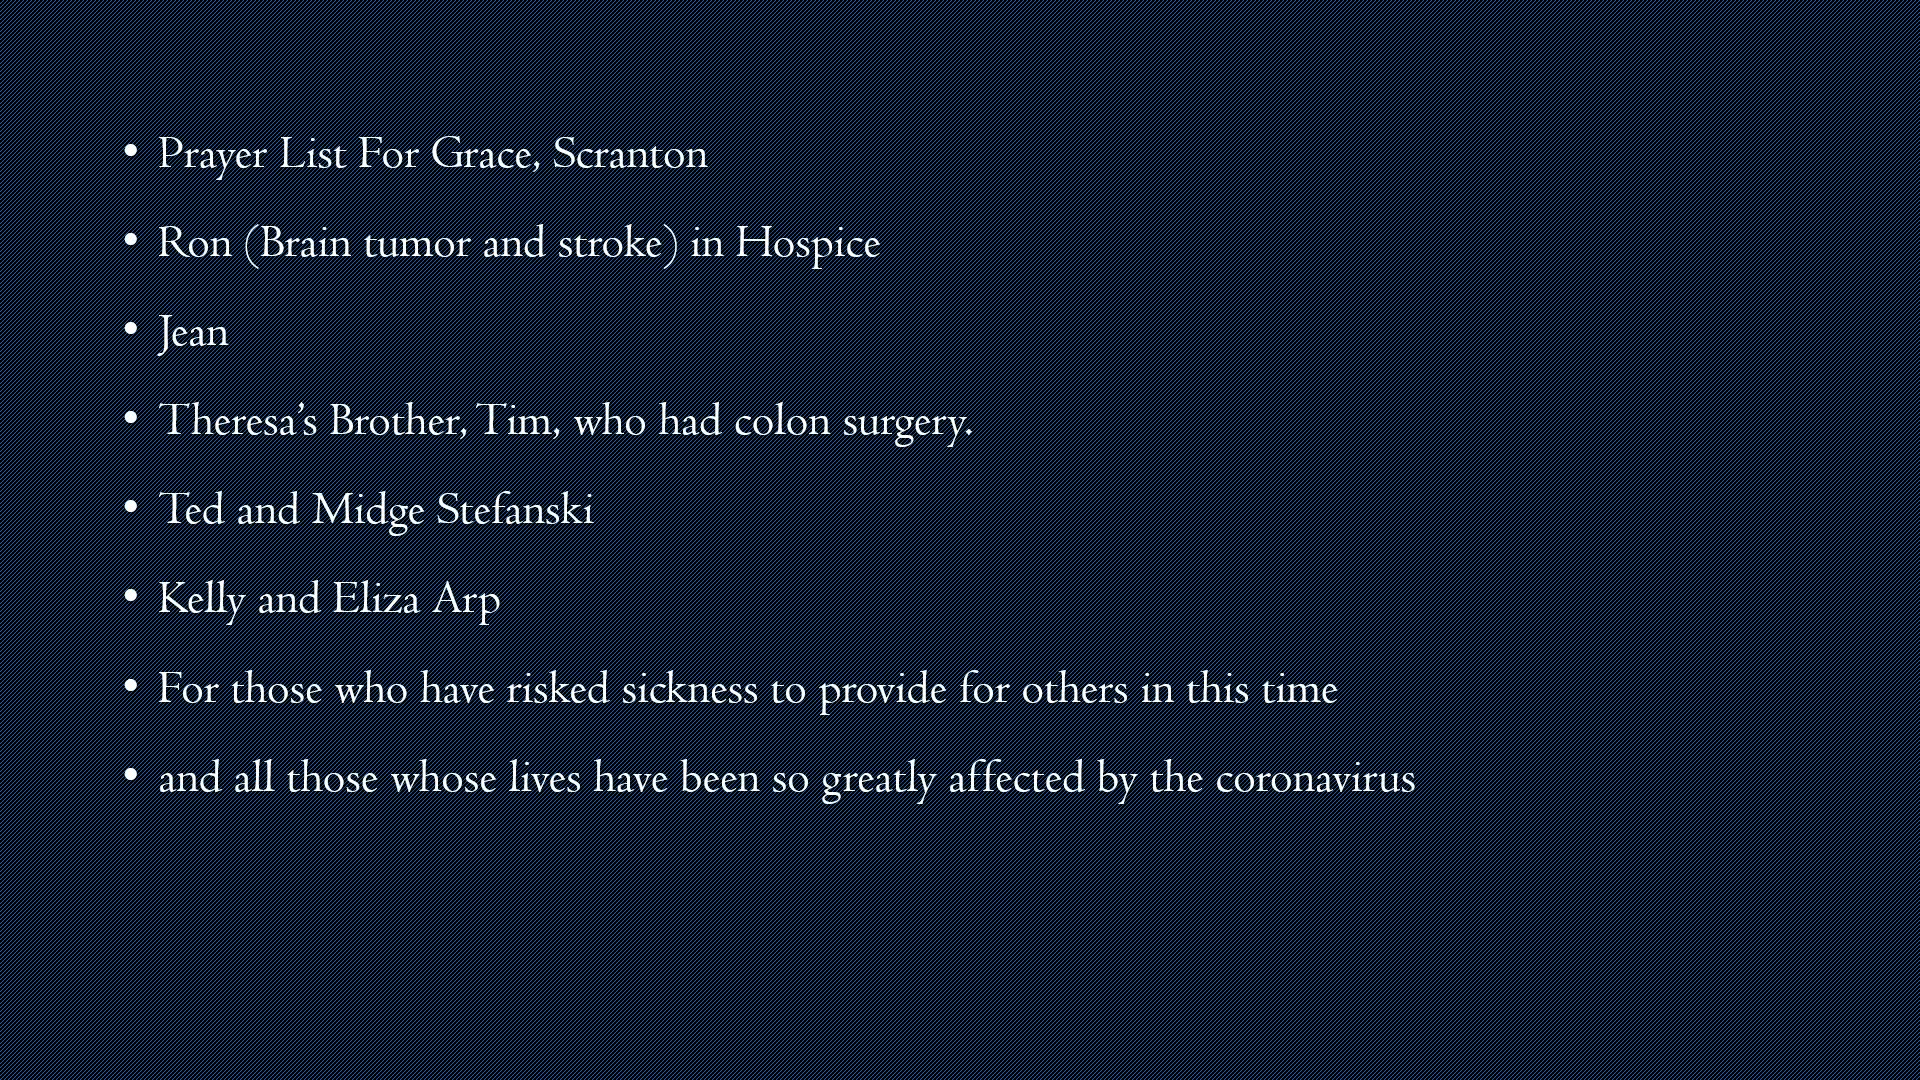 • Prayer List For Grace, Scranton
• Ron (Brain tumor and stroke) in Hospice
• Jean
• Theresa’s Brother, Tim, who had colon surgery.
• Ted and Midge Stefanski
• Kelly and Eliza Arp
• For those who have risked sickness to provide for others in this time
• and all those whose lives have been so greatly affected by the coronavirus